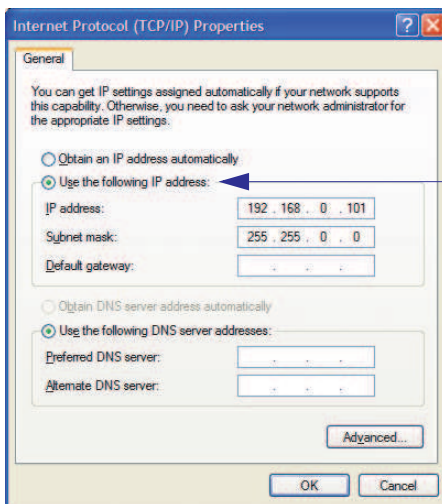 Internet Protocol (TCP/IP) Properties
General
You can get IP settings assigned automatically if your network supports
this capability. Otherwise, you need to ask your network administrator for
the appropriate IP settings.
Obtain an IP address automatically
Use the following IP address:
IP address: 192 . 168 . 0 . 101
Subnet mask: 255 . 255 . 0 . 0
Default gateway: . . .
Obtain DNS server address automatically
Use the following DNS server addresses:
Preferred DNS server: . . .
Alternate DNS server: . . .
Advanced...
OK Cancel